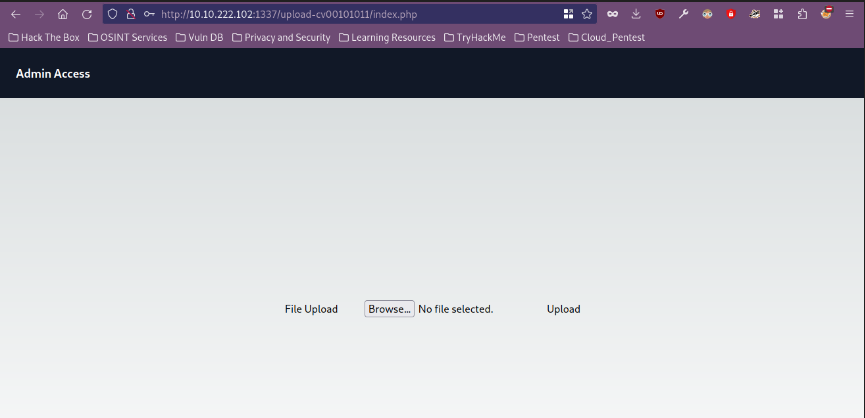 http://10.10.222.102:1337/upload-cv00101011/index.php
Hack The Box OSINT Services Vuln DB Privacy and Security Learning Resources TryHackMe Pentest Cloud_Pentest
Admin Access
File Upload Browse... No file selected. Upload